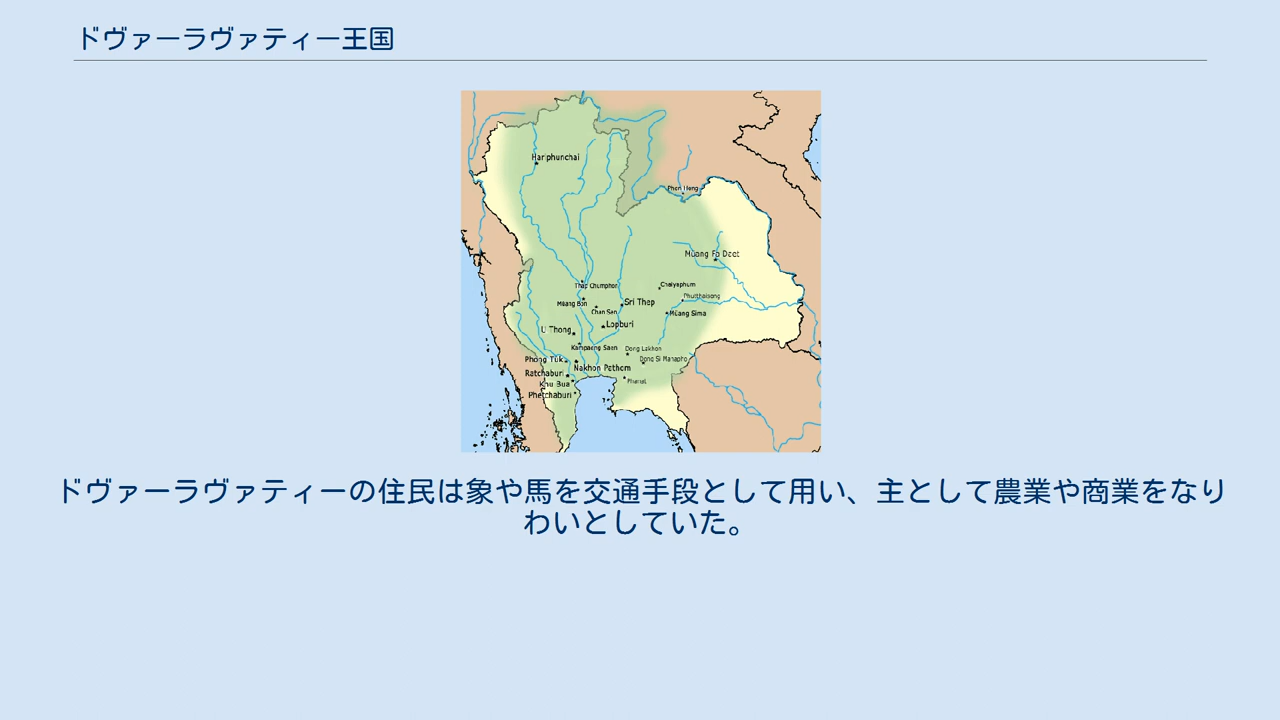 ドヴァーラヴァティー王国
Hariphunchai
Phon Hong
Müang Fa Daet
Thap Chumphon
Chaiyaphum
Müang Bon
Sri Thep
Phutthaisong
Chan Sen
Müang Sima
U Thong
Lopburi
Kampaeng Saen
Dong Lakhon
Phong Tuk
Dong Si Mahapho
Nakhon Pathom
Ratchaburi
Khu Bua
Phetchaburi
ドヴァーラヴァティーの住民は象や馬を交通手段として用い、主として農業や商業をなり
わいとしていた。